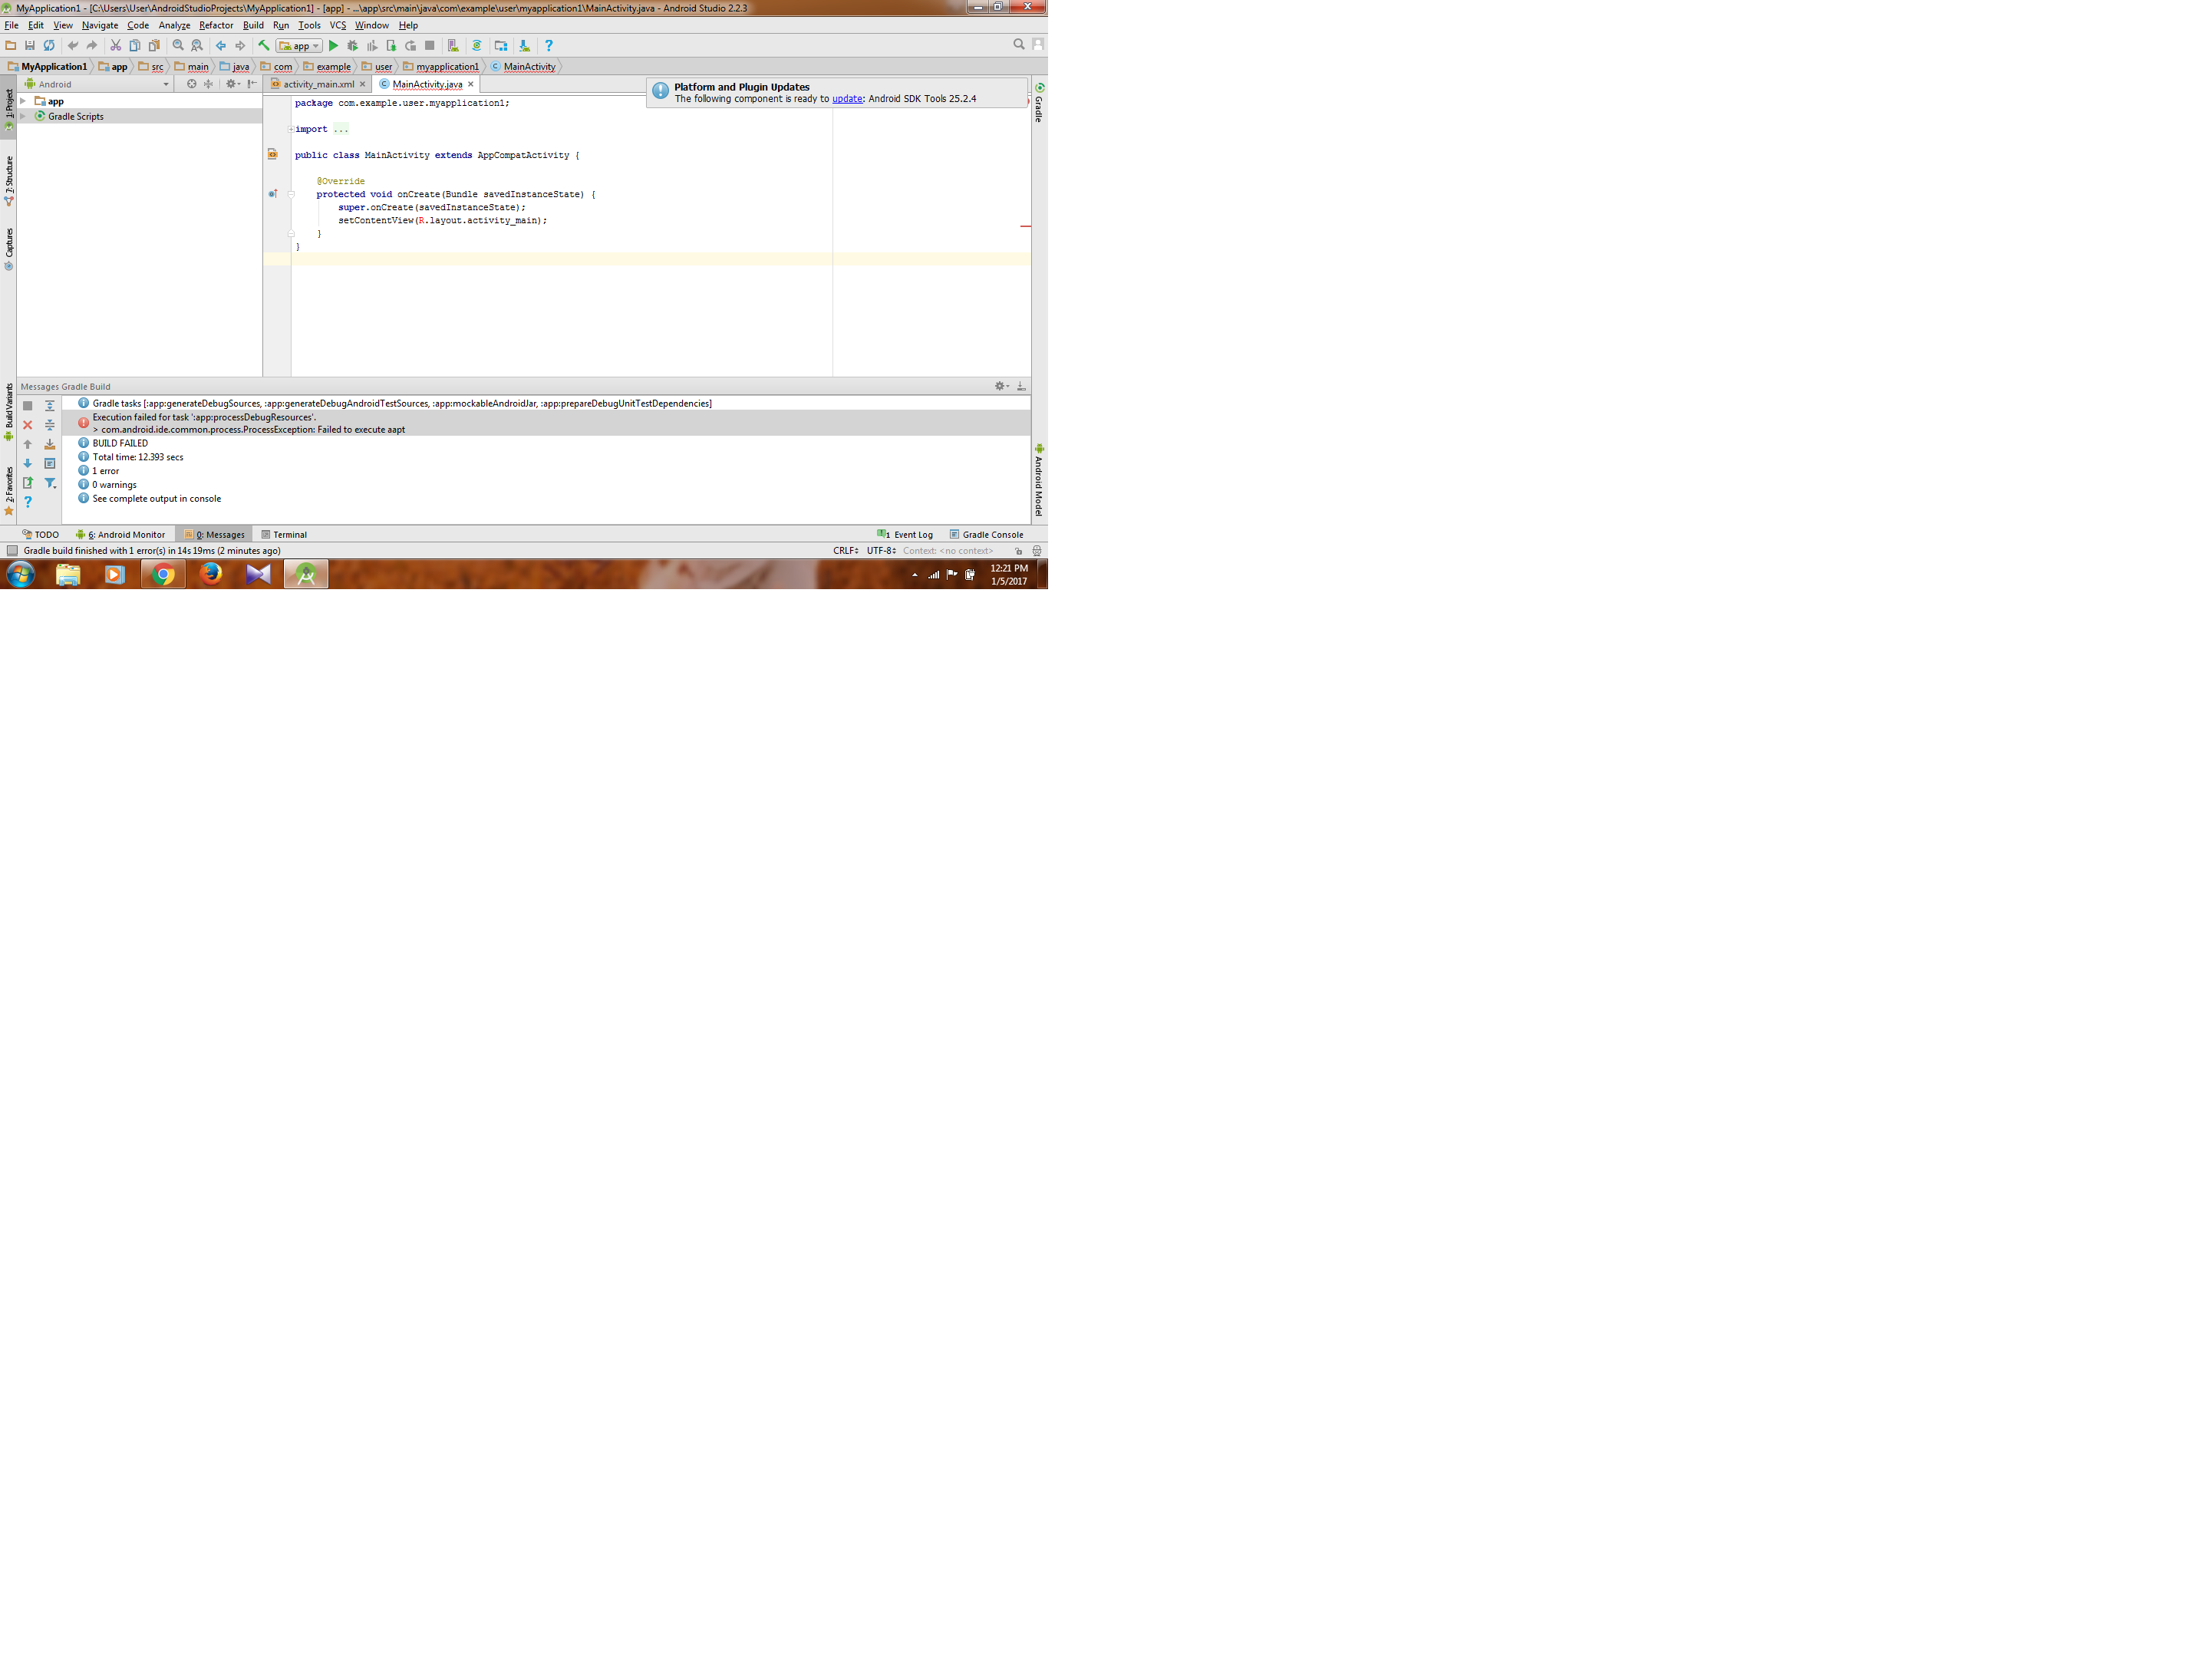 MyApplication1 - [C:\Users\User\AndroidStudioProjects\MyApplication1] - [app] - ...\app\src\main\java\com\example\user\myapplication1\MainActivity.java - Android Studio 2.2.3
File Edit View Navigate Code Analyze Refactor Build Run Tools VCS Window Help
app
MyApplication1 app src main java com example user myapplication1 MainActivity
Android
activity_main.xml MainActivity.java
Platform and Plugin Updates
The following component is ready to update: Android SDK Tools 25.2.4
1: Project
7: Structure
Captures
Build Variants
2: Favorites
app
Gradle Scripts
package com.example.user.myapplication1;
import ...
public class MainActivity extends AppCompatActivity {
@Override
protected void onCreate(Bundle savedInstanceState) {
super.onCreate(savedInstanceState);
setContentView(R.layout.activity_main);
}
}
Gradle
Android Model
Messages Gradle Build
Gradle tasks [:app:generateDebugSources, :app:generateDebugAndroidTestSources, :app:mockableAndroidJar, :app:prepareDebugUnitTestDependencies]
Execution failed for task ':app:processDebugResources'.
> com.android.ide.common.process.ProcessException: Failed to execute aapt
BUILD FAILED
Total time: 12.393 secs
1 error
0 warnings
See complete output in console
TODO 6: Android Monitor 0: Messages Terminal 1 Event Log Gradle Console
Gradle build finished with 1 error(s) in 14s 19ms (2 minutes ago) CRLF UTF-8 Context: <no context>
12:21 PM
1/5/2017